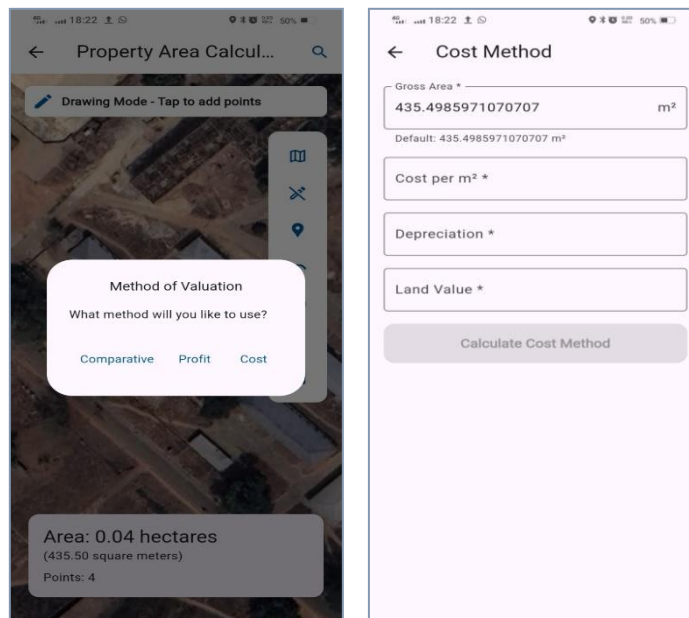 18:22
50%
Property Area Calcul...
Drawing Mode - Tap to add points
Method of Valuation
What method will you like to use?
Comparative Profit Cost
Area: 0.04 hectares
(435.50 square meters)
Points: 4
18:22
50%
Cost Method
Gross Area *
435.4985971070707 m²
Default: 435.4985971070707 m²
Cost per m² *
Depreciation *
Land Value *
Calculate Cost Method